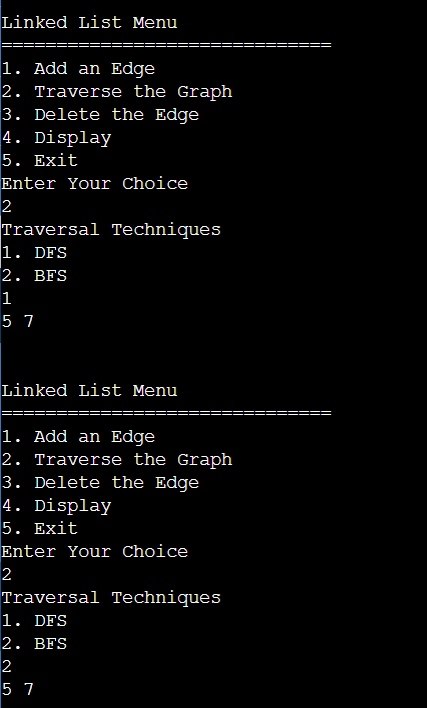 Linked List Menu
==============================
1. Add an Edge
2. Traverse the Graph
3. Delete the Edge
4. Display
5. Exit
Enter Your Choice
2
Traversal Techniques
1. DFS
2. BFS
1
5 7
Linked List Menu
==============================
1. Add an Edge
2. Traverse the Graph
3. Delete the Edge
4. Display
5. Exit
Enter Your Choice
2
Traversal Techniques
1. DFS
2. BFS
2
5 7